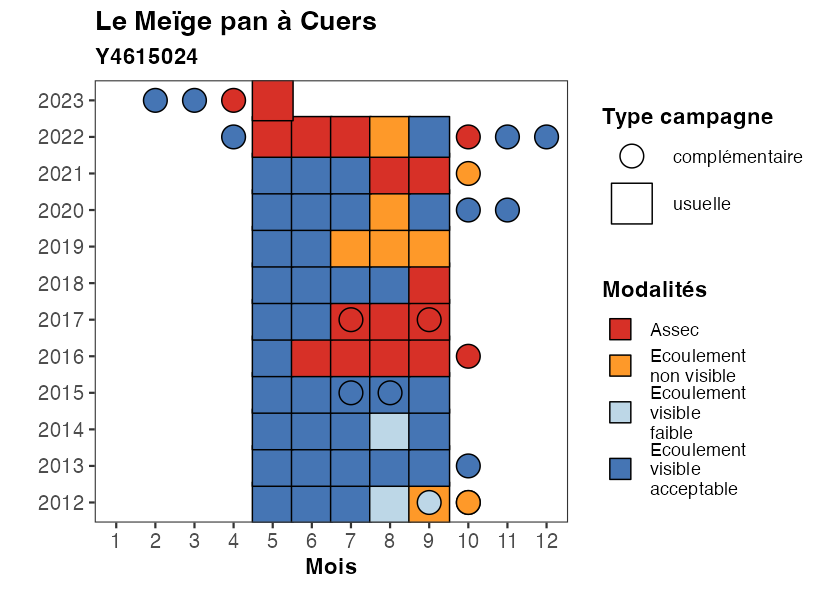 Le Meïge pan à Cuers
Y4615024
2023
2022
2021
2020
2019
2018
2017
2016
2015
2014
2013
2012
1 2 3 4 5 6 7 8 9 10 11 12
Mois
Type campagne
complémentaire
usuelle
Modalités
Assec
Ecoulement
non visible
Ecoulement
visible
faible
Ecoulement
visible
acceptable